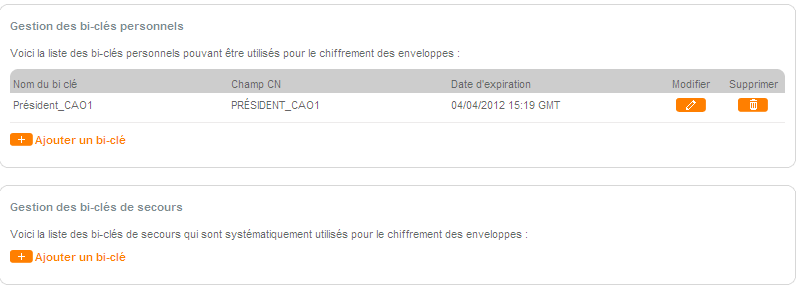 Gestion des bi-clés personnels
Voici la liste des bi-clés personnels pouvant être utilisés pour le chiffrement des enveloppes :
Nom du bi clé Champ CN Date d'expiration Modifier Supprimer
Président_CAO1 PRÉSIDENT_CAO1 04/04/2012 15:19 GMT
+ Ajouter un bi-clé
Gestion des bi-clés de secours
Voici la liste des bi-clés de secours qui sont systématiquement utilisés pour le chiffrement des enveloppes :
+ Ajouter un bi-clé